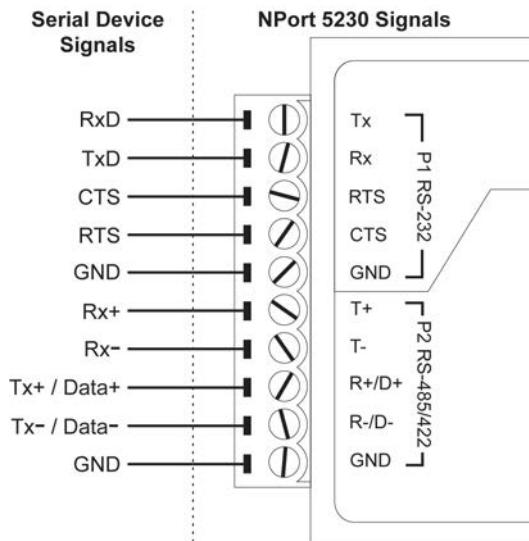 Serial Device
Signals
NPort 5230 Signals
RxD
TxD
CTS
RTS
GND
Rx+
Rx-
Tx+ / Data+
Tx- / Data-
GND
Tx
Rx
RTS
CTS
GND
P1 RS-232
T+
T-
R+/D+
R-/D-
GND
P2 RS-485/422